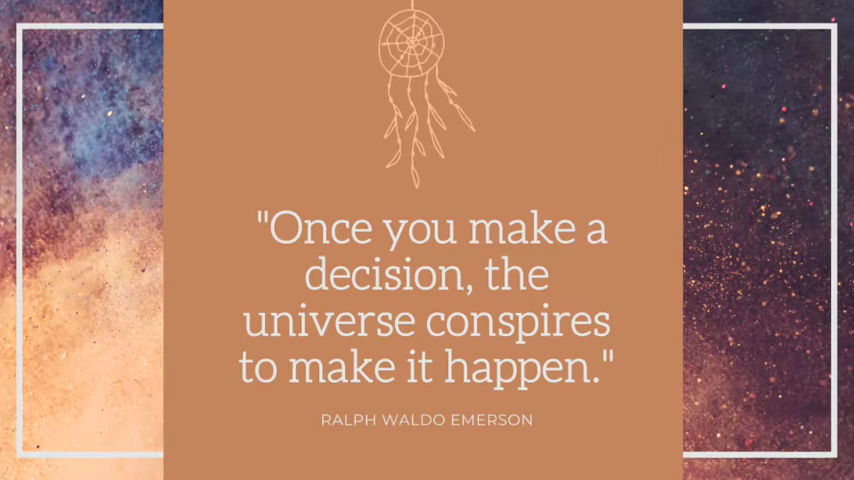 "Once you make a
decision, the
universe conspires
to make it happen."
RALPH WALDO EMERSON